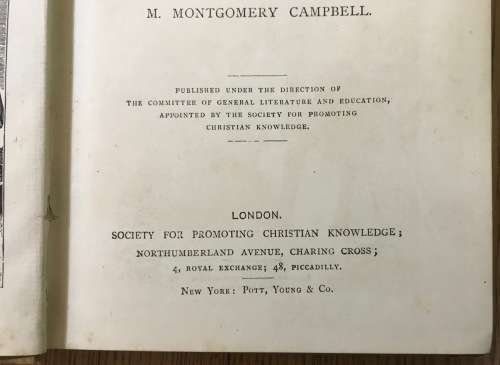 M. MONTGOMERY CAMPBELL.
PUBLISHED UNDER THE DIRECTION OF
THE COMMITTEE OF GENERAL LITERATURE AND EDUCATION,
APPOINTED BY THE SOCIETY FOR PROMOTING
CHRISTIAN KNOWLEDGE.
LONDON.
SOCIETY FOR PROMOTING CHRISTIAN KNOWLEDGE;
NORTHUMBERLAND AVENUE, CHARING CROSS;
4, ROYAL EXCHANGE; 48, PICCADILLY.
NEW YORK: POTT, YOUNG & CO.